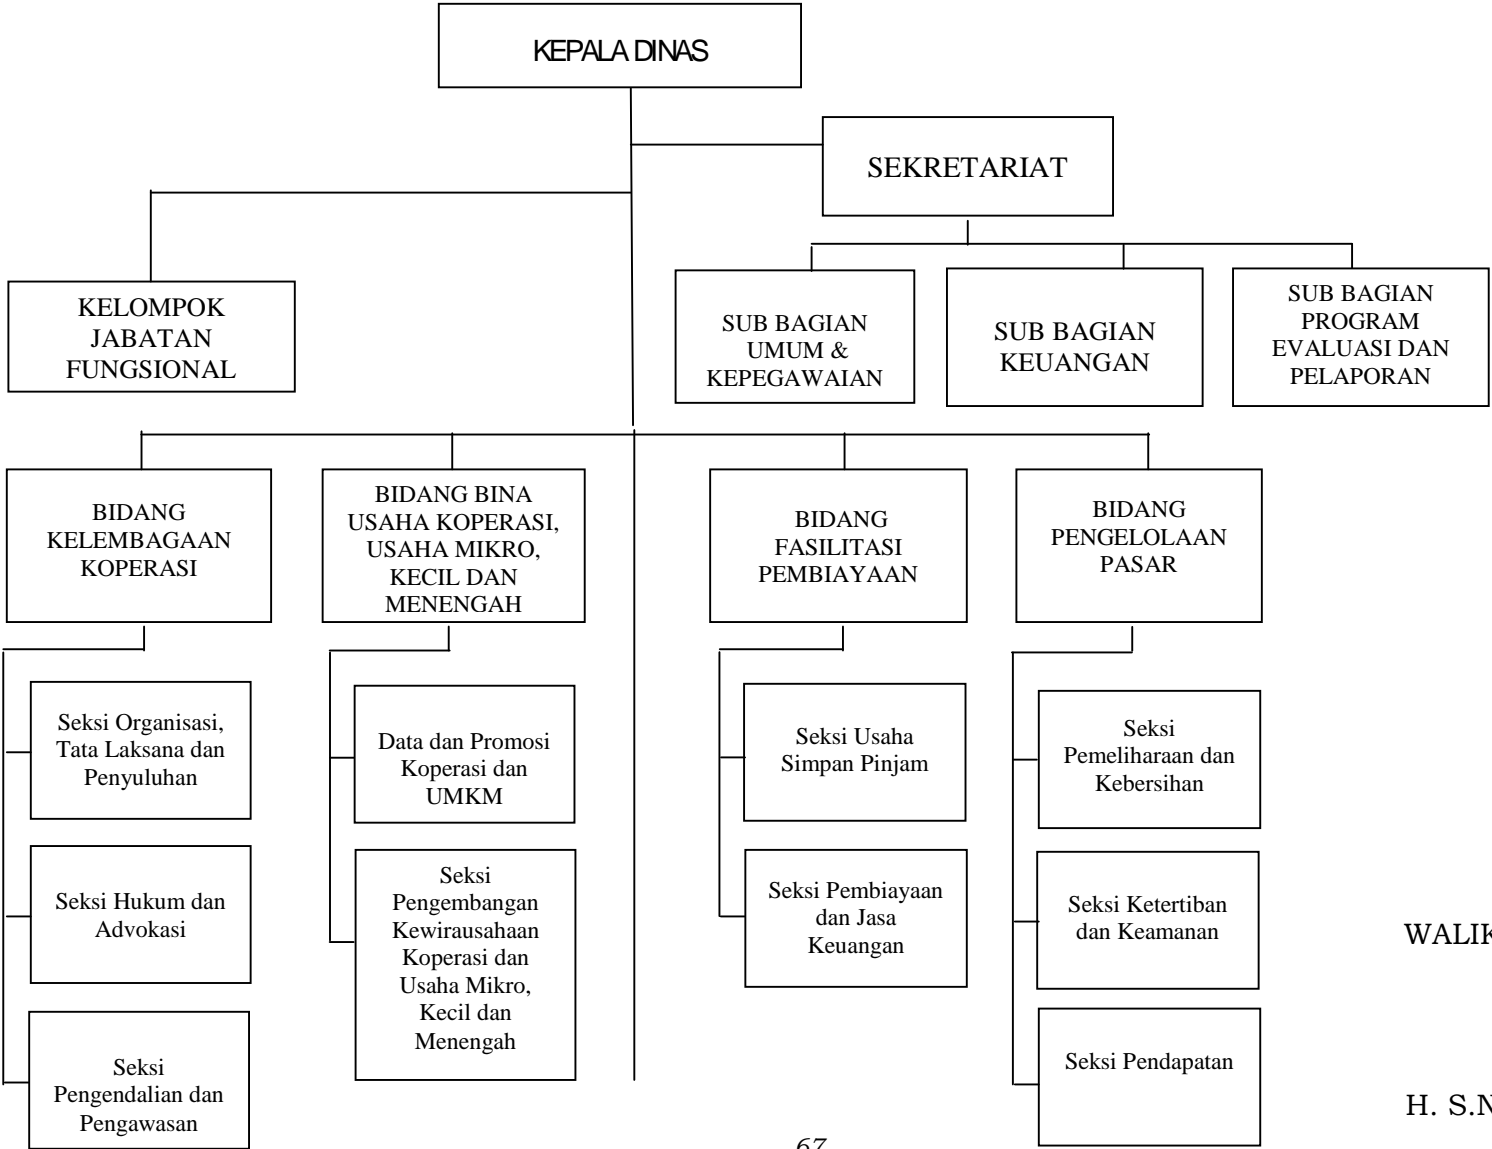 KEPALA DINAS
SEKRETARIAT
KELOMPOK
JABATAN
FUNGSIONAL
SUB BAGIAN
UMUM &
KEPEGAWAIAN
SUB BAGIAN
KEUANGAN
SUB BAGIAN
PROGRAM
EVALUASI DAN
PELAPORAN
BIDANG
KELEMBAGAAN
KOPERASI
BIDANG BINA
USAHA KOPERASI,
USAHA MIKRO,
KECIL DAN
MENENGAH
BIDANG
FASILITASI
PEMBIAYAAN
BIDANG
PENGELOLAAN
PASAR
Seksi Organisasi,
Tata Laksana dan
Penyuluhan
Data dan Promosi
Koperasi dan
UMKM
Seksi Usaha
Simpan Pinjam
Seksi
Pemeliharaan dan
Kebersihan
Seksi Hukum dan
Advokasi
Seksi
Pengembangan
Kewirausahaan
Koperasi dan
Usaha Mikro,
Kecil dan
Menengah
Seksi Pembiayaan
dan Jasa
Keuangan
Seksi Ketertiban
dan Keamanan
WALIK
Seksi
Pengendalian dan
Pengawasan
Seksi Pendapatan
H. S.N
67